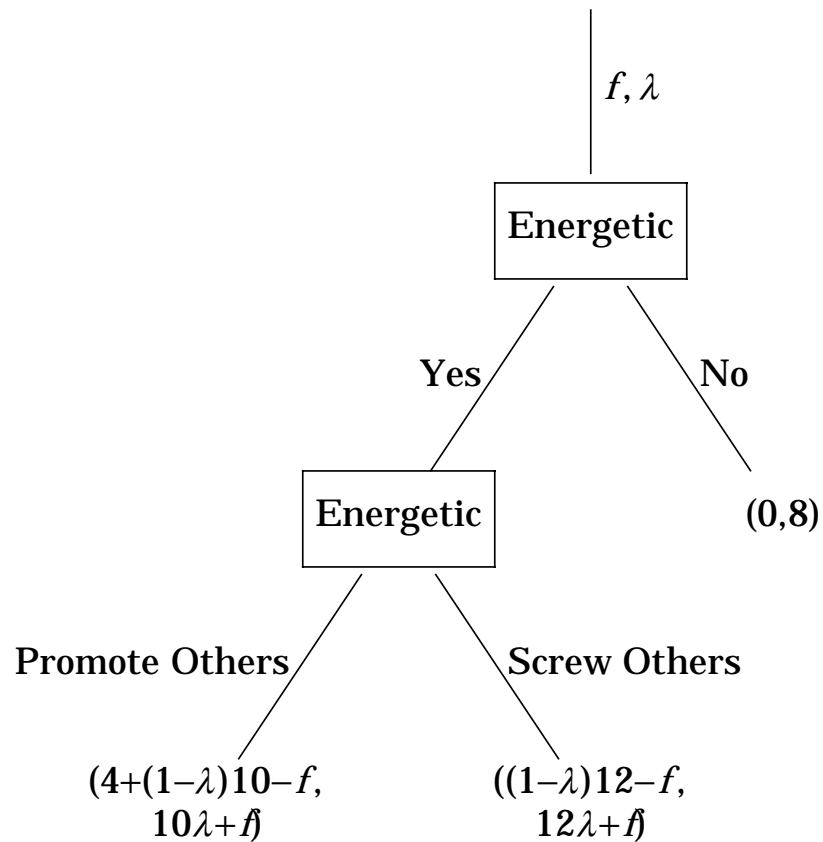 f, λ
Energetic
Yes
No
Energetic
(0,8)
Promote Others
Screw Others
(4+(1–λ)10–f,
10λ+f)
((1–λ)12–f,
12λ+f)